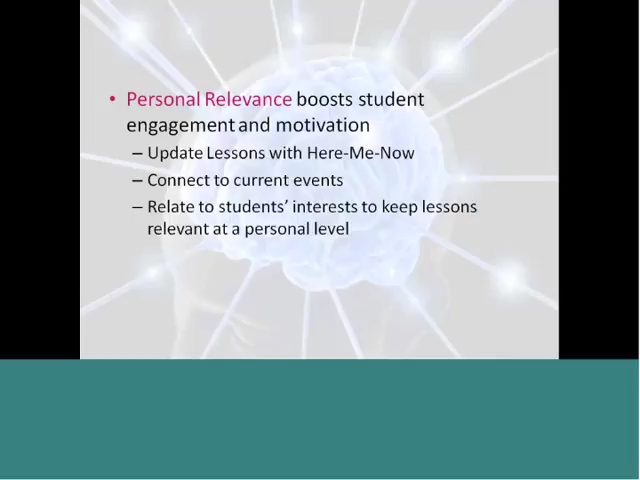 • Personal Relevance boosts student
engagement and motivation
– Update Lessons with Here-Me-Now
– Connect to current events
– Relate to students’ interests to keep lessons
relevant at a personal level